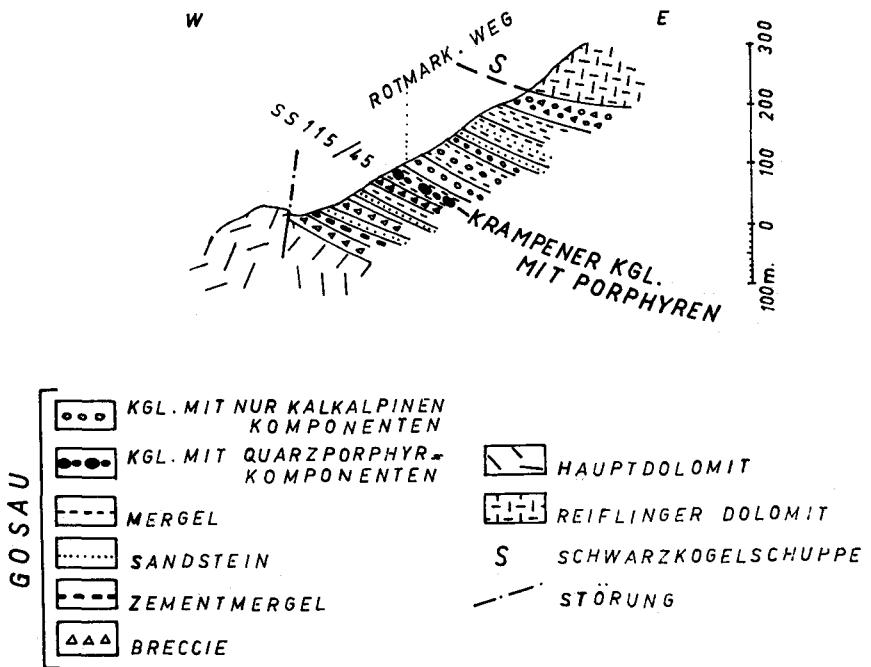 W
E
ROTMARK. WEG
S
SS 115/45
KRAMPENER KGL.
MIT PORPHYREN
300
200
100
0
100 m.
GOSAU
KGL. MIT NUR KALKALPINEN
KOMPONENTEN
KGL. MIT QUARZPORPHYR=
KOMPONENTEN
MERGEL
SANDSTEIN
ZEMENTMERGEL
BRECCIE
HAUPTDOLOMIT
REIFLINGER DOLOMIT
S SCHWARZKOGELSCHUPPE
STÖRUNG